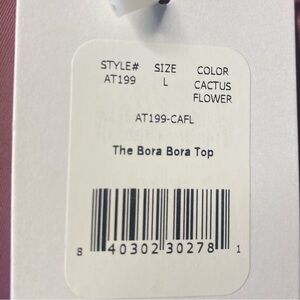 STYLE# SIZE COLOR
AT199 L CACTUS
FLOWER
AT199-CAFL
The Bora Bora Top
8 40302 30278 1